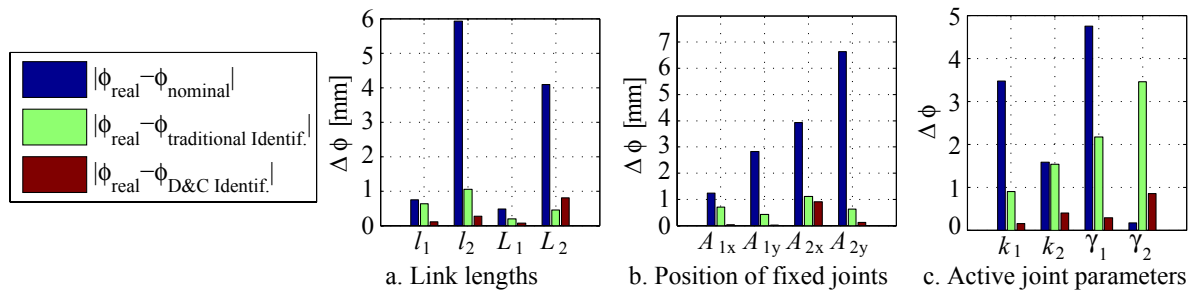 |ϕreal−ϕnominal|
|ϕreal−ϕtraditional Identif.|
|ϕreal−ϕD&C Identif.|
Δ ϕ [mm]
6
5
4
3
2
1
0
l1 l2 L1 L2
a. Link lengths
Δ ϕ [mm]
7
6
5
4
3
2
1
0
A1x A1y A2x A2y
b. Position of fixed joints
Δ ϕ
5
4
3
2
1
0
k1 k2 γ1 γ2
c. Active joint parameters